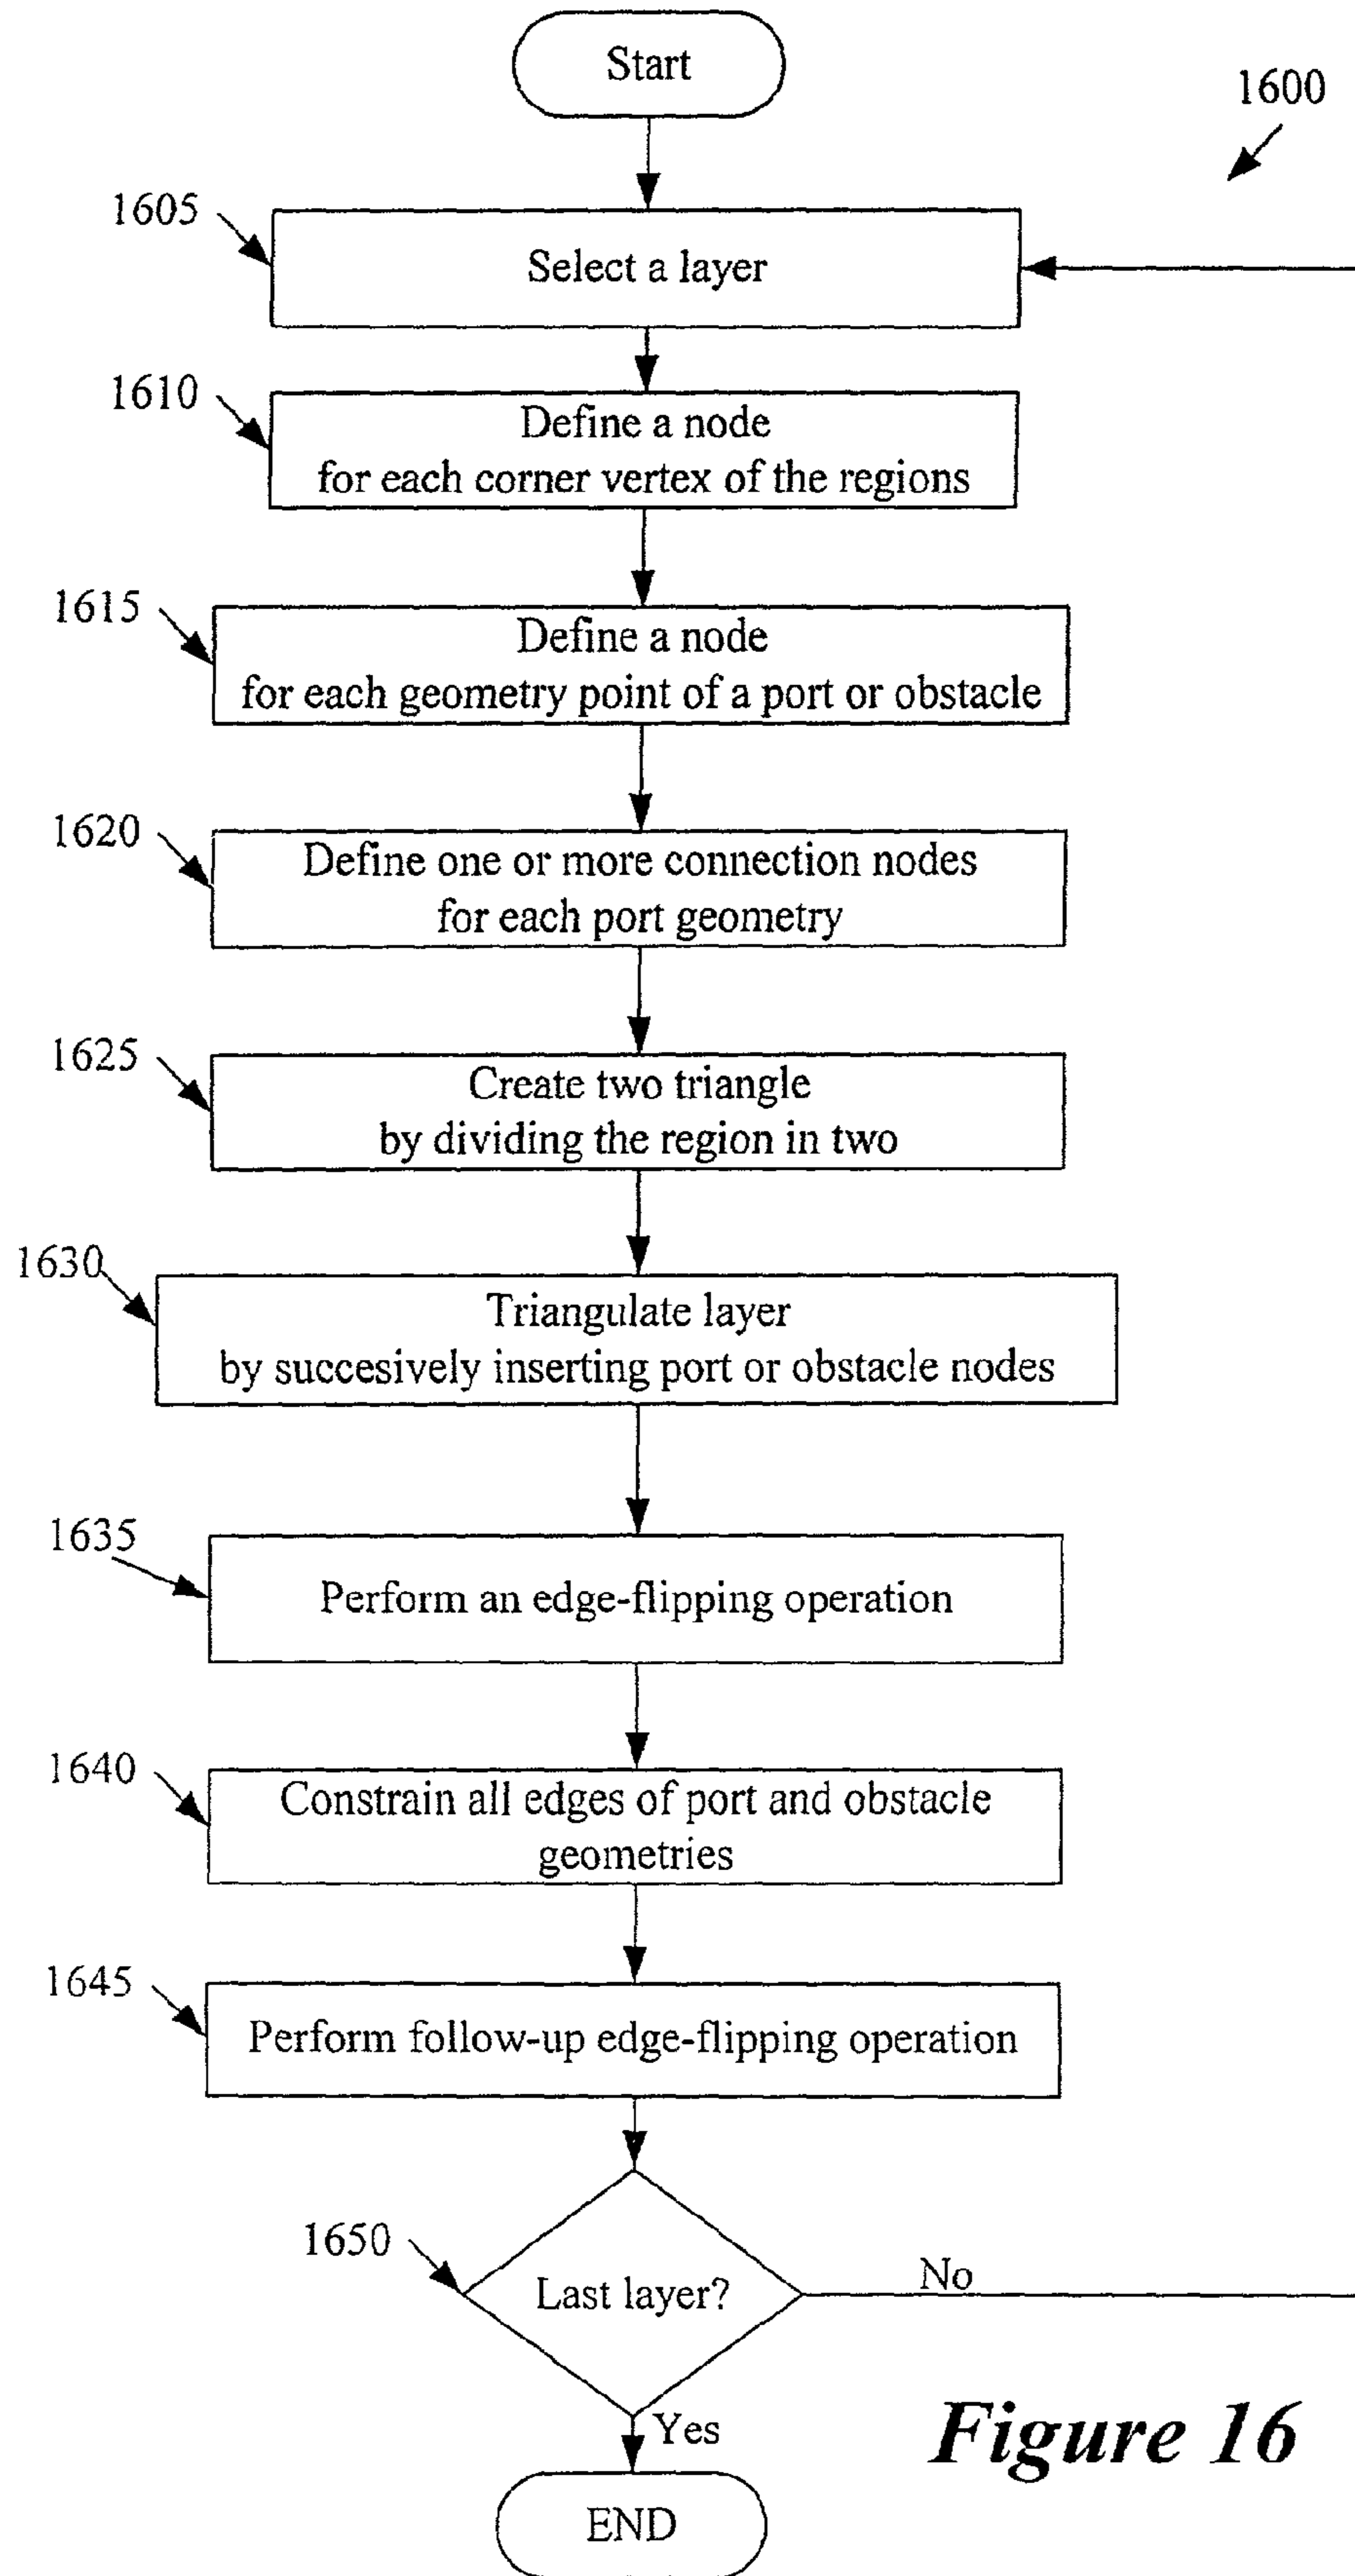 Start
1600
1605
Select a layer
1610
Define a node
for each corner vertex of the regions
1615
Define a node
for each geometry point of a port or obstacle
1620
Define one or more connection nodes
for each port geometry
1625
Create two triangle
by dividing the region in two
1630
Triangulate layer
by succesively inserting port or obstacle nodes
1635
Perform an edge-flipping operation
1640
Constrain all edges of port and obstacle
geometries
1645
Perform follow-up edge-flipping operation
1650
Last layer?
No
Yes
Figure 16
END